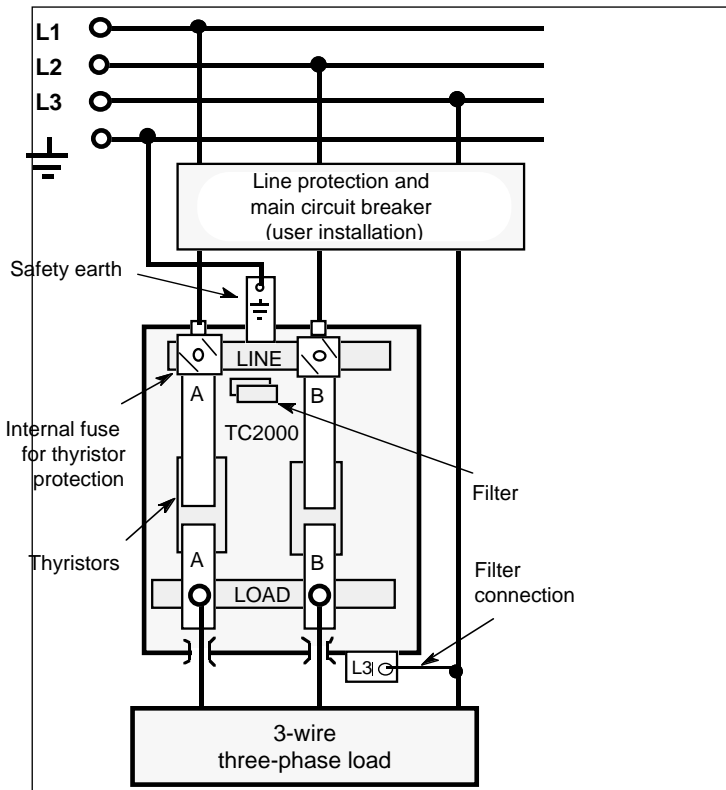 L1
L2
L3
Line protection and
main circuit breaker
(user installation)
Safety earth
LINE
A
B
TC2000
Internal fuse
for thyristor
protection
Filter
Thyristors
A
B
LOAD
Filter
connection
L3
3-wire
three-phase load